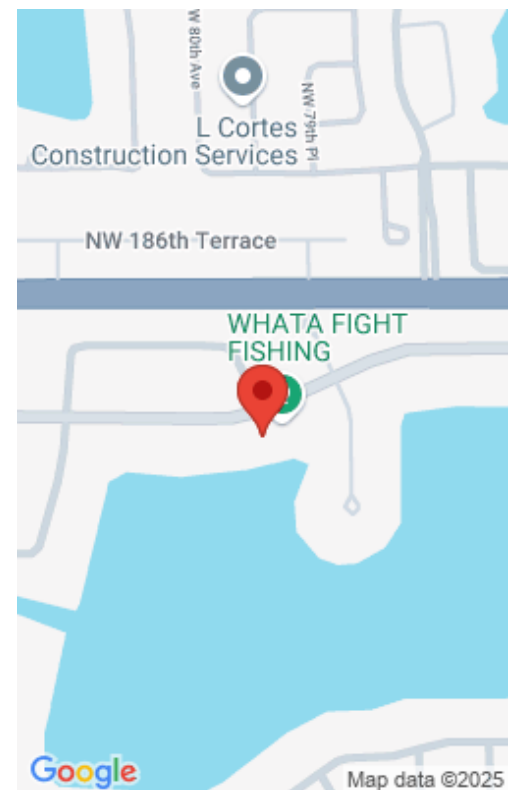 W 80th Ave
NW 79th Pl
L Cortes
Construction Services
NW 186th Terrace
WHATA FIGHT
FISHING
Google
Map data ©2025